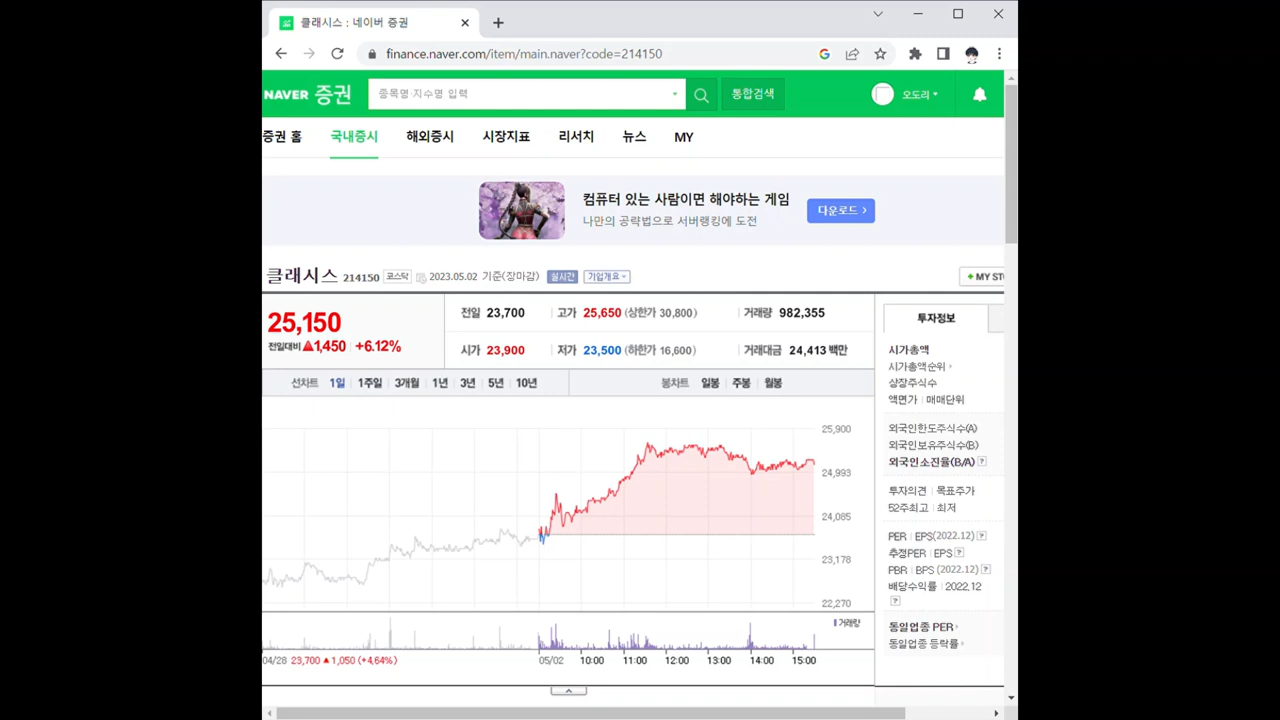 클래시스 : 네이버 증권
finance.naver.com/item/main.naver?code=214150
NAVER 증권
종목명·지수명 입력
통합검색
오도리
증권 홈 국내증시 해외증시 시장지표 리서치 뉴스 MY
컴퓨터 있는 사람이면 해야하는 게임
나만의 공략법으로 서버랭킹에 도전
다운로드
클래시스 214150 코스닥 2023.05.02 기준(장마감) 실시간 기업개요
+ MY ST
25,150
전일대비 ▲1,450 +6.12%
전일 23,700 고가 25,650 (상한가 30,800) 거래량 982,355
시가 23,900 저가 23,500 (하한가 16,600) 거래대금 24,413 백만
선차트 1일 1주일 3개월 1년 3년 5년 10년 봉차트 일봉 주봉 월봉
25,900
24,993
24,085
23,178
22,270
거래량
04/28 23,700 ▲1,050 (+4.64%) 05/02 10:00 11:00 12:00 13:00 14:00 15:00
투자정보
시가총액
시가총액순위
상장주식수
액면가 매매단위
외국인한도주식수(A)
외국인보유주식수(B)
외국인소진율(B/A) ?
투자의견 목표주가
52주최고 최저
PER EPS(2022.12) ?
추정PER EPS ?
PBR BPS (2022.12) ?
배당수익률 2022.12
?
동일업종 PER
동일업종 등락률